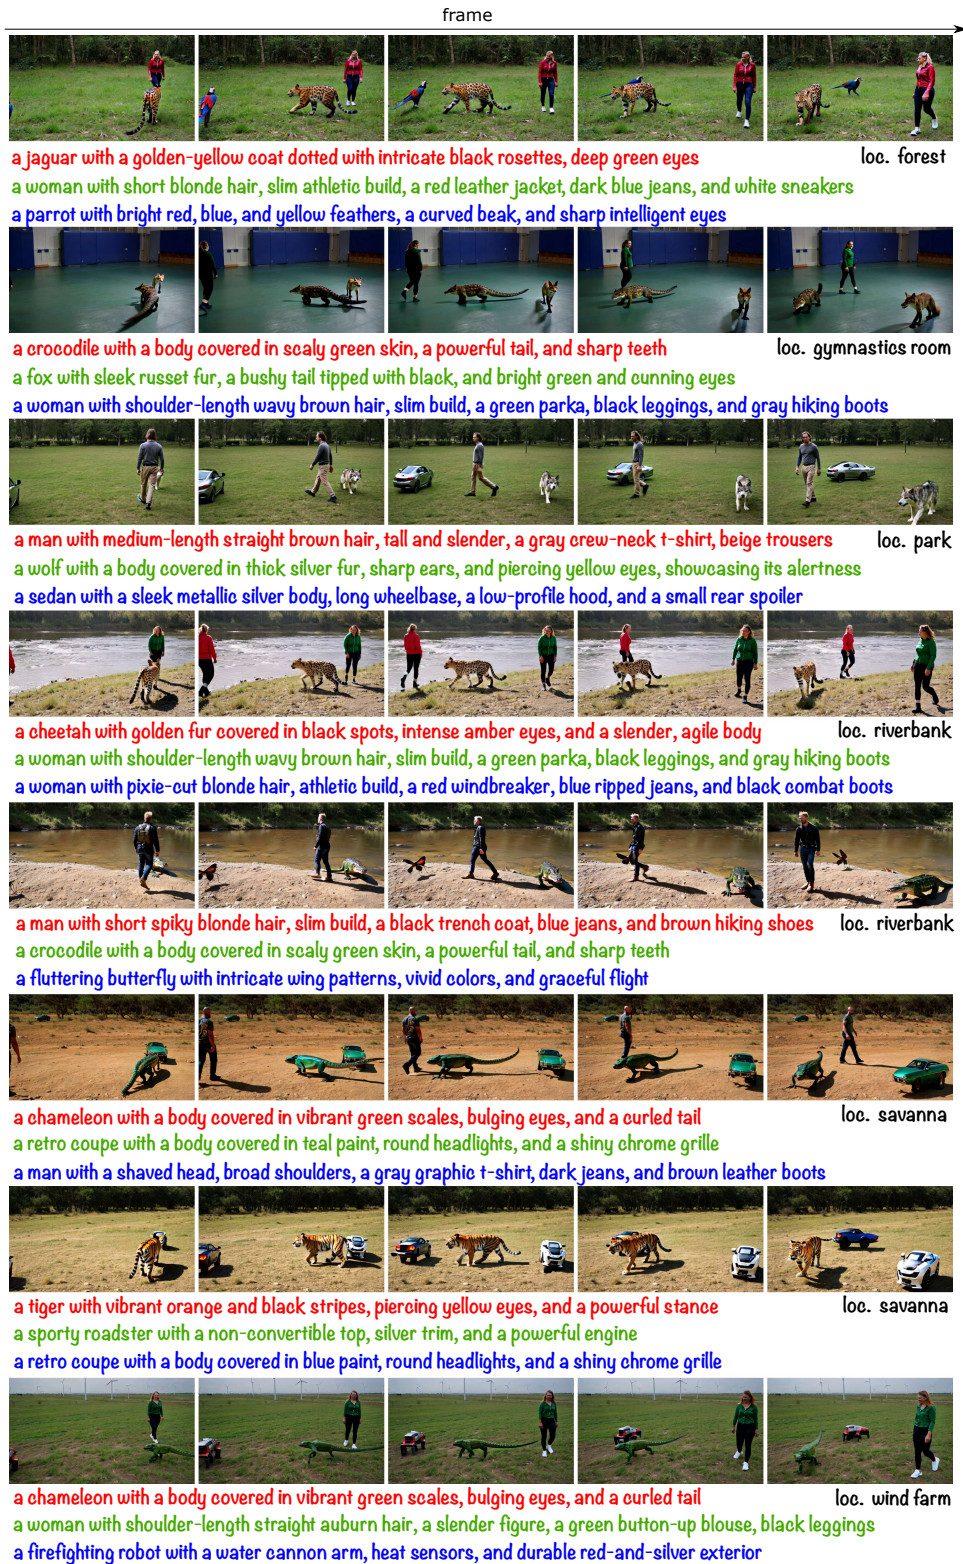 frame
a jaguar with a golden-yellow coat dotted with intricate black rosettes, deep green eyes loc. forest
a woman with short blonde hair, slim athletic build, a red leather jacket, dark blue jeans, and white sneakers
a parrot with bright red, blue, and yellow feathers, a curved beak, and sharp intelligent eyes
a crocodile with a body covered in scaly green skin, a powerful tail, and sharp teeth loc. gymnastics room
a fox with sleek russet fur, a bushy tail tipped with black, and bright green and cunning eyes
a woman with shoulder-length wavy brown hair, slim build, a green parka, black leggings, and gray hiking boots
a man with medium-length straight brown hair, tall and slender, a gray crew-neck t-shirt, beige trousers loc. park
a wolf with a body covered in thick silver fur, sharp ears, and piercing yellow eyes, showcasing its alertness
a sedan with a sleek metallic silver body, long wheelbase, a low-profile hood, and a small rear spoiler
a cheetah with golden fur covered in black spots, intense amber eyes, and a slender, agile body loc. riverbank
a woman with shoulder-length wavy brown hair, slim build, a green parka, black leggings, and gray hiking boots
a woman with pixie-cut blonde hair, athletic build, a red windbreaker, blue ripped jeans, and black combat boots
a man with short spiky blonde hair, slim build, a black trench coat, blue jeans, and brown hiking shoes loc. riverbank
a crocodile with a body covered in scaly green skin, a powerful tail, and sharp teeth
a fluttering butterfly with intricate wing patterns, vivid colors, and graceful flight
a chameleon with a body covered in vibrant green scales, bulging eyes, and a curled tail loc. savanna
a retro coupe with a body covered in teal paint, round headlights, and a shiny chrome grille
a man with a shaved head, broad shoulders, a gray graphic t-shirt, dark jeans, and brown leather boots
a tiger with vibrant orange and black stripes, piercing yellow eyes, and a powerful stance loc. savanna
a sporty roadster with a non-convertible top, silver trim, and a powerful engine
a retro coupe with a body covered in blue paint, round headlights, and a shiny chrome grille
a chameleon with a body covered in vibrant green scales, bulging eyes, and a curled tail loc. wind farm
a woman with shoulder-length straight auburn hair, a slender figure, a green button-up blouse, black leggings
a firefighting robot with a water cannon arm, heat sensors, and durable red-and-silver exterior